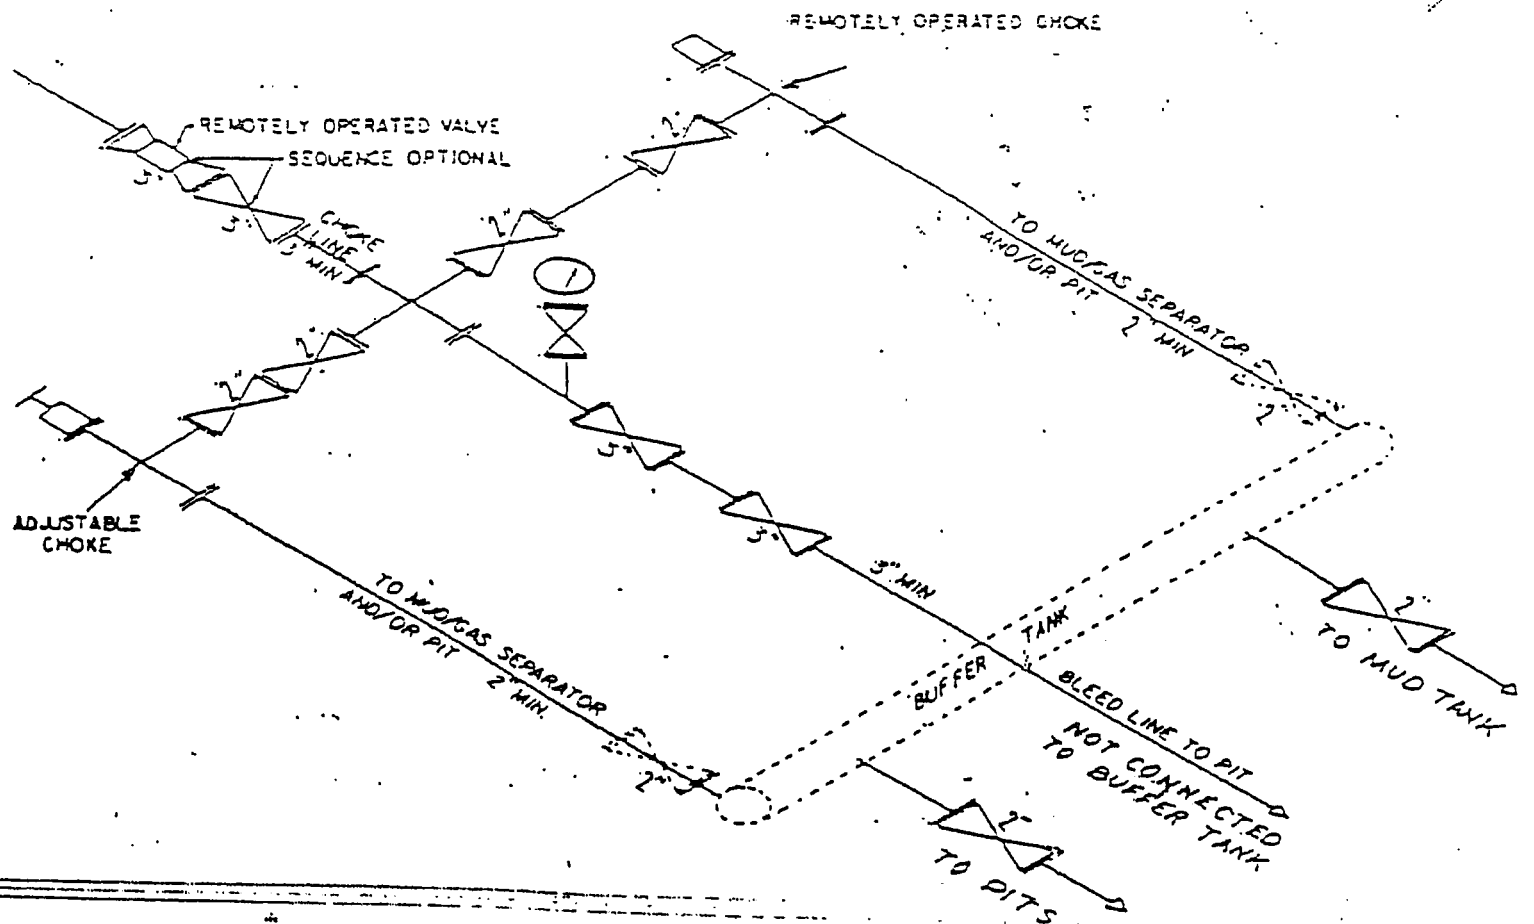 REMOTELY OPERATED CHOKE
REMOTELY OPERATED VALVE
SEQUENCE OPTIONAL
3"
3"
CHOKE
LINE
3 MIN
2"
2"
2"
2"
TO MUD/GAS SEPARATOR
AND/OR PIT
2" MIN
2"
3"
3"
3" MIN
ADJUSTABLE
CHOKE
TO MUD/GAS SEPARATOR
AND/OR PIT
2" MIN.
2"
BUFFER TANK
BLEED LINE TO PIT
NOT CONNECTED
TO BUFFER TANK
2"
TO MUD TANK
2"
TO PITS